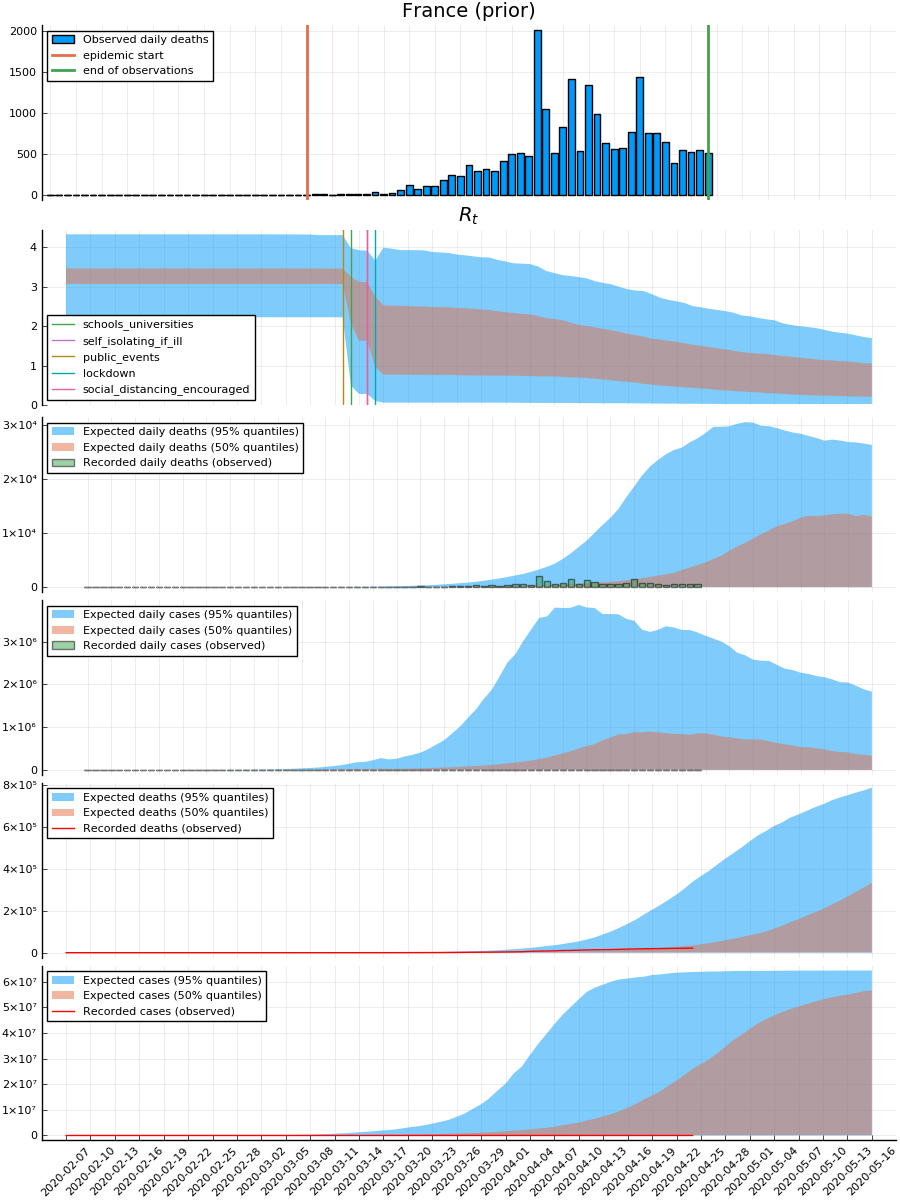 France (prior)
2000
1500
1000
500
0
Observed daily deaths
epidemic start
end of observations
Rₜ
4
3
2
1
0
schools_universities
self_isolating_if_ill
public_events
lockdown
social_distancing_encouraged
3×10⁴
2×10⁴
1×10⁴
0
Expected daily deaths (95% quantiles)
Expected daily deaths (50% quantiles)
Recorded daily deaths (observed)
3×10⁶
2×10⁶
1×10⁶
0
Expected daily cases (95% quantiles)
Expected daily cases (50% quantiles)
Recorded daily cases (observed)
8×10⁵
6×10⁵
4×10⁵
2×10⁵
0
Expected deaths (95% quantiles)
Expected deaths (50% quantiles)
Recorded deaths (observed)
6×10⁷
5×10⁷
4×10⁷
3×10⁷
2×10⁷
1×10⁷
0
Expected cases (95% quantiles)
Expected cases (50% quantiles)
Recorded cases (observed)
2020-02-07
2020-02-10
2020-02-13
2020-02-16
2020-02-19
2020-02-22
2020-02-25
2020-02-28
2020-03-02
2020-03-05
2020-03-08
2020-03-11
2020-03-14
2020-03-17
2020-03-20
2020-03-23
2020-03-26
2020-03-29
2020-04-01
2020-04-04
2020-04-07
2020-04-10
2020-04-13
2020-04-16
2020-04-19
2020-04-22
2020-04-25
2020-04-28
2020-05-01
2020-05-04
2020-05-07
2020-05-10
2020-05-13
2020-05-16